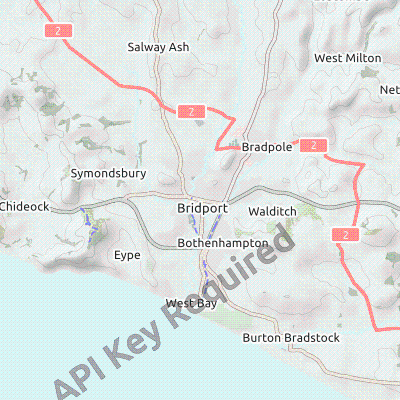 2
Salway Ash
West Milton
Net
2
Bradpole
2
Symondsbury
Chideock
Bridport
Walditch
2
Bothenhampton
Eype
West Bay
Burton Bradstock
API Key Required